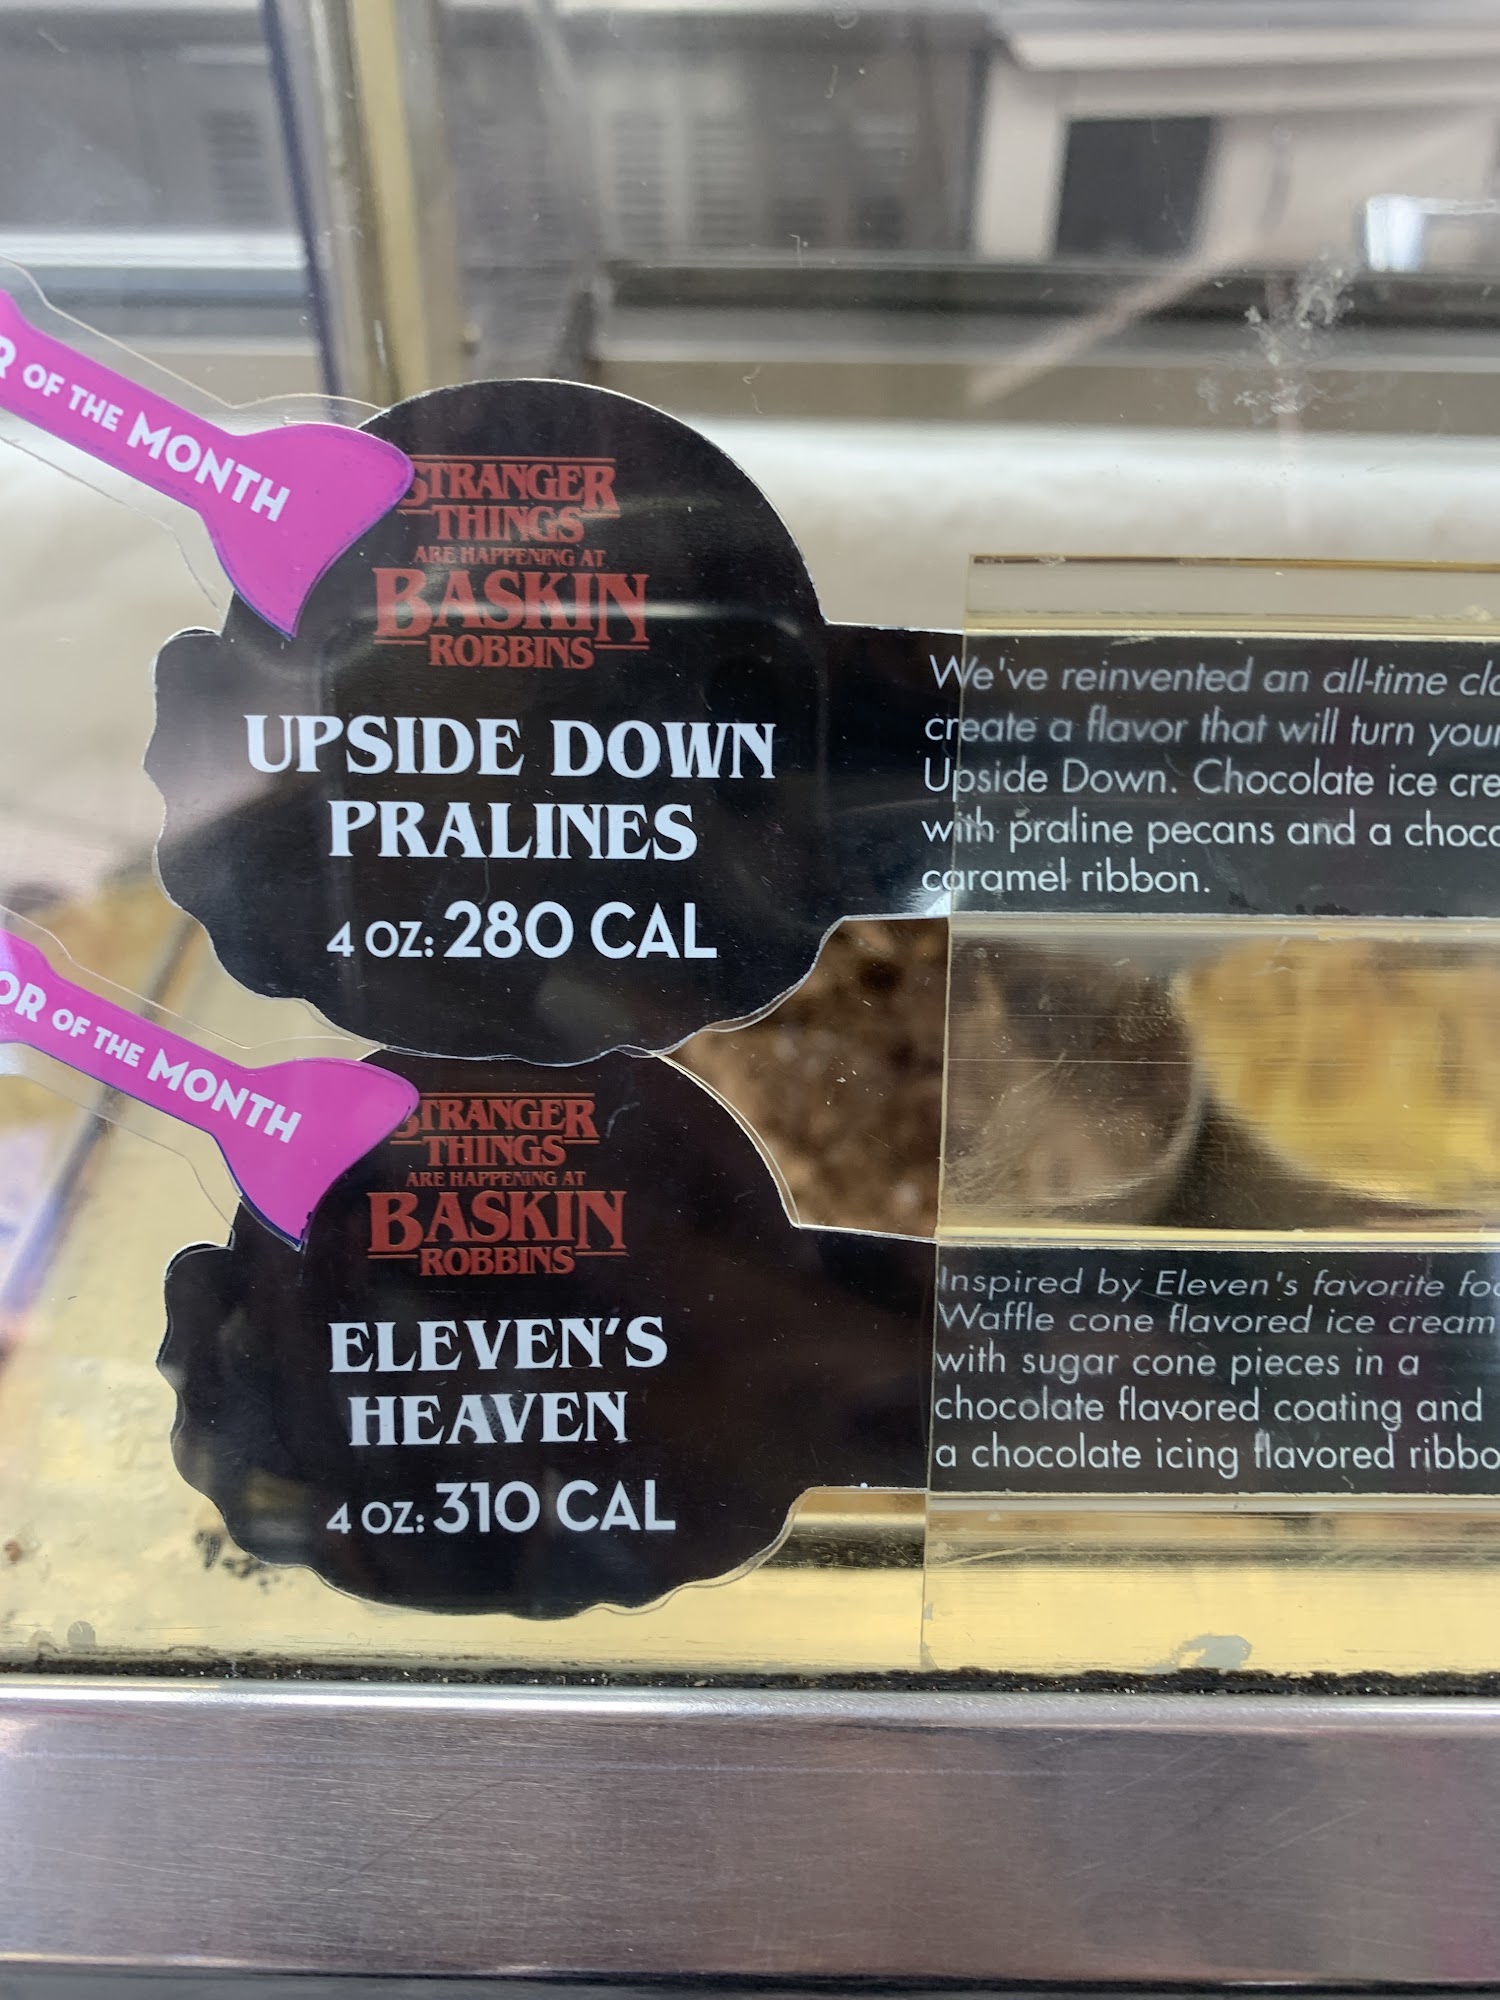 OF THE MONTH
STRANGER
THINGS
ARE HAPPENING AT
BASKIN
ROBBINS
UPSIDE DOWN
PRALINES
4 OZ: 280 CAL
We've reinvented an all-time
create a flavor that will turn your
Upside Down. Chocolate ice
with praline pecans and a
caramel ribbon.
OF THE MONTH
STRANGER
THINGS
ARE HAPPENING AT
BASKIN
ROBBINS
ELEVEN'S
HEAVEN
4 OZ: 310 CAL
Inspired by Eleven's favorite
Waffle cone flavored ice cream
with sugar cone pieces in a
chocolate flavored coating and
a chocolate icing flavored